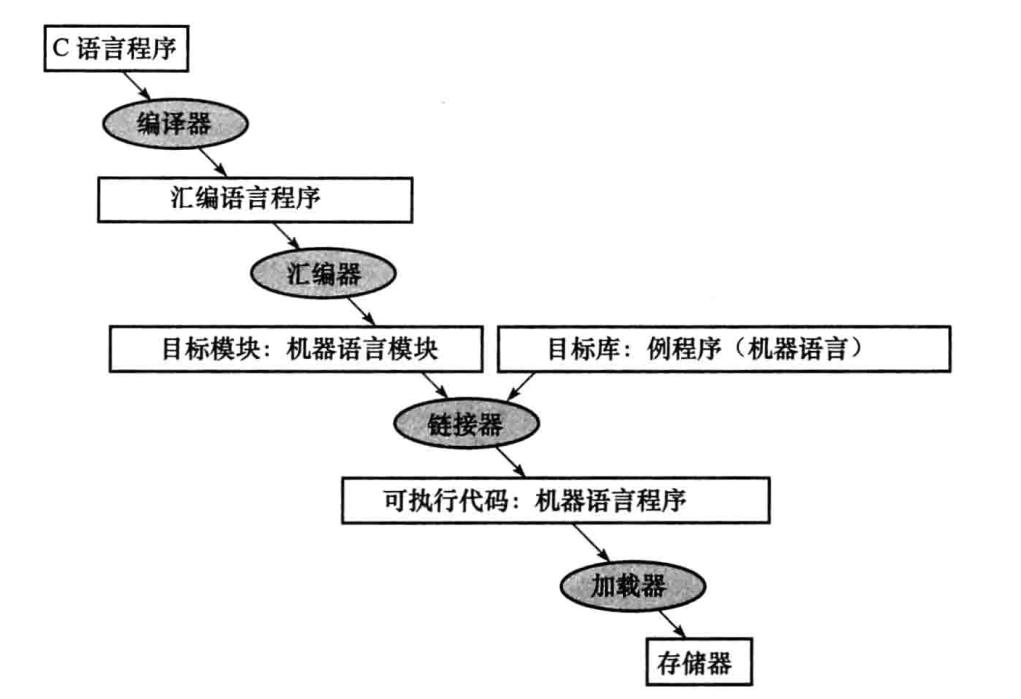 C 语言程序
编译器
汇编语言程序
汇编器
目标模块：机器语言模块
目标库：例程序（机器语言）
链接器
可执行代码：机器语言程序
加载器
存储器